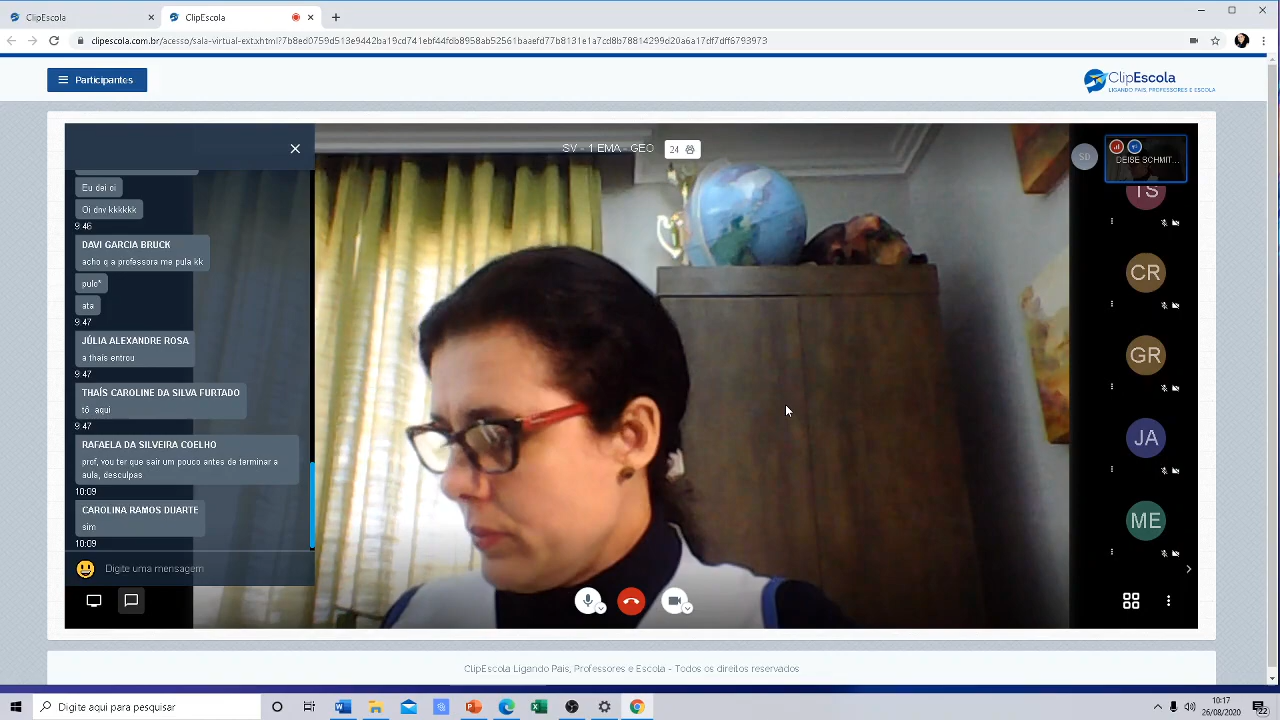 ClipEscola
ClipEscola
clipescola.com.br/acesso/sala-virtual-ext.xhtml?7b8ed0759d513e9442ba19cd741ebf44fdb8958ab52561baaefd77b8131e1a7cd8b78814299d20a6a17df7dff6793973
Participantes
ClipEscola
LIGANDO PAIS, PROFESSORES E ESCOLA
SV - 1 EMA - GEO
24
SD
DEISE SCHMIT...
TS
CR
GR
JA
ME
Eu dei oi
Oi dnv kkkkkk
9:46
DAVI GARCIA BRUCK
acho q a professora me pula kk
pulo*
ata
9:47
JÚLIA ALEXANDRE ROSA
a thaís entrou
9:47
THAÍS CAROLINE DA SILVA FURTADO
tô aqui
9:47
RAFAELA DA SILVEIRA COELHO
prof, vou ter que sair um pouco antes de terminar a
aula, desculpas
10:09
CAROLINA RAMOS DUARTE
sim
10:09
Digite uma mensagem
ClipEscola Ligando Pais, Professores e Escola - Todos os direitos reservados
Digite aqui para pesquisar
10:17
26/08/2020
22